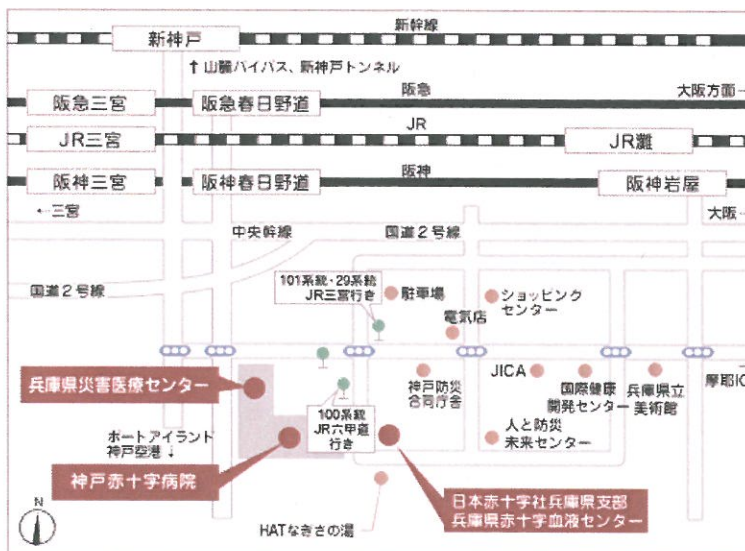 新幹線
新神戸
↑山麓バイパス、新神戸トンネル
阪急三宮
阪急春日野道
阪急
大阪方面→
JR三宮
JR
JR灘
阪神三宮
阪神春日野道
阪神
阪神岩屋
←三宮
大阪→
中央幹線
国道2号線
国道2号線
101系統・29系統
JR三宮行き
駐車場
ショッピング
センター
電気店
兵庫県災害医療センター
神戸防災
合同庁舎
JICA
国際健康
開発センター
兵庫県立
美術館
摩耶IC
100系統
JR六甲道
行き
人と防災
未来センター
ポートアイランド
神戸空港↓
神戸赤十字病院
日本赤十字社兵庫県支部
兵庫県赤十字血液センター
HATなぎさの湯
N